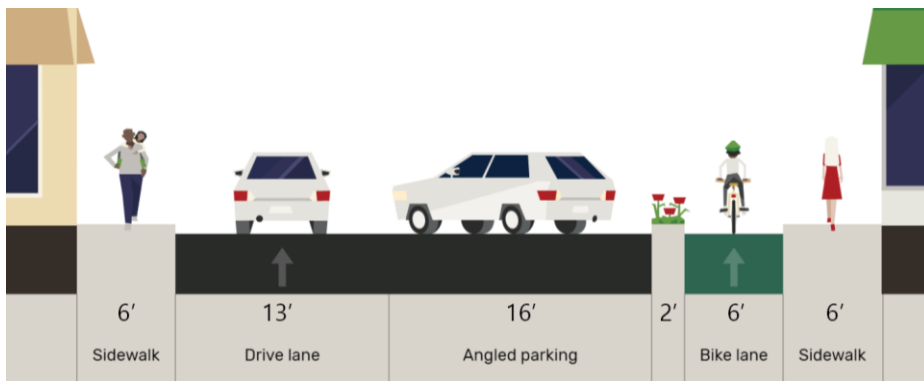 6’ 13’ 16’ 2’ 6’ 6’
Sidewalk Drive lane Angled parking Bike lane Sidewalk